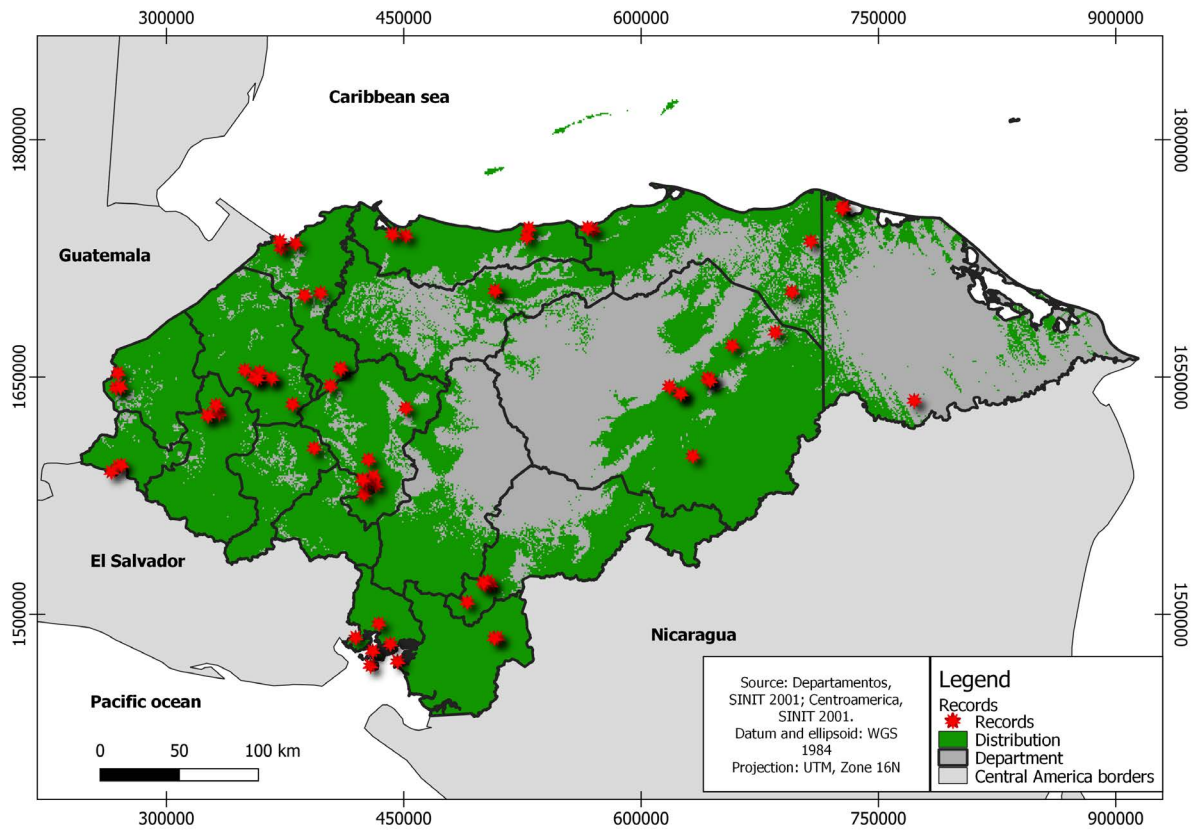 300000
450000
600000
750000
900000
1800000
1800000
Caribbean sea
Guatemala
1650000
1650000
El Salvador
1500000
1500000
Nicaragua
Pacific ocean
0 50 100 km
Source: Departamentos,
SINIT 2001; Centroamerica,
SINIT 2001.
Datum and ellipsoid: WGS
1984
Projection: UTM, Zone 16N
Legend
Records
Records
Distribution
Department
Central America borders
300000
450000
600000
750000
900000